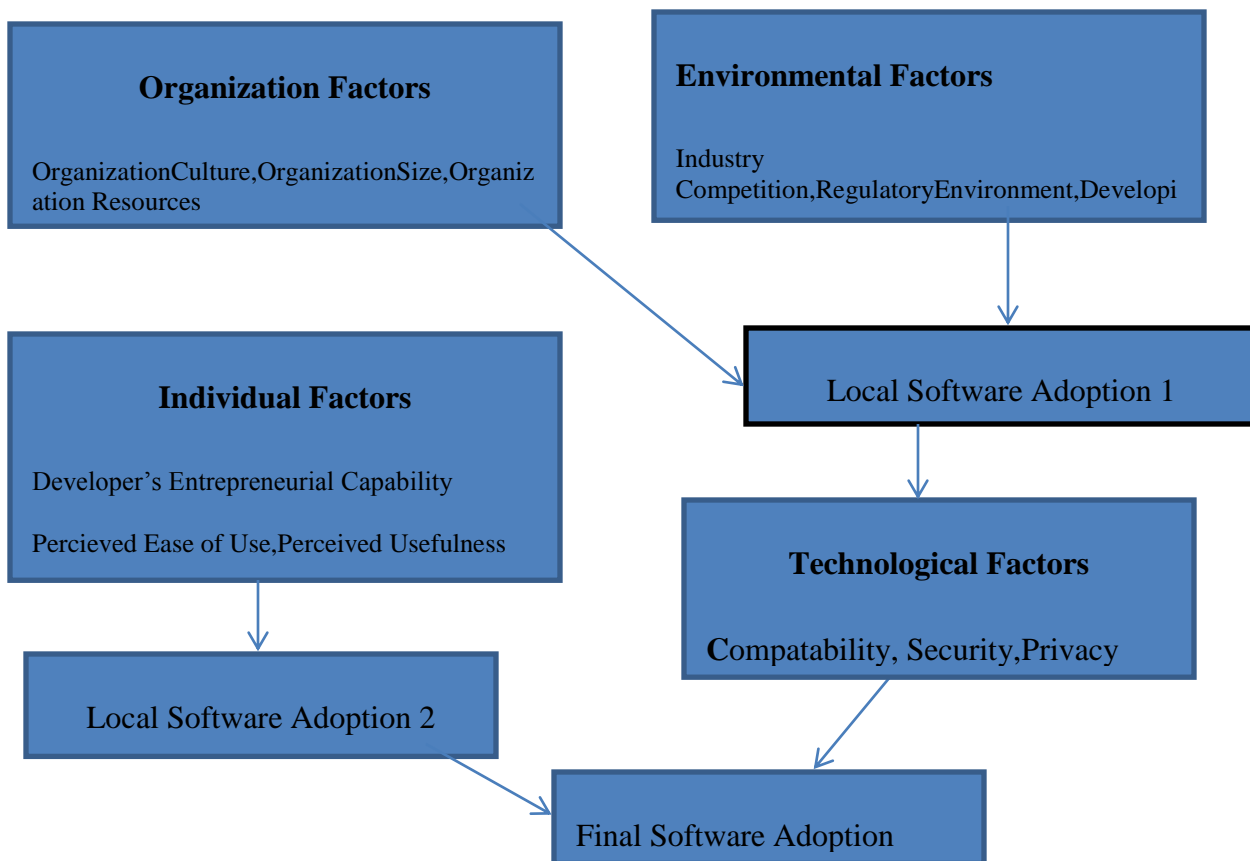 Organization Factors
OrganizationCulture,OrganizationSize,Organiz
ation Resources
Environmental Factors
Industry
Competition,RegulatoryEnvironment,Developi
Individual Factors
Developer’s Entrepreneurial Capability
Percieved Ease of Use,Perceived Usefulness
Local Software Adoption 1
Technological Factors
Compatability, Security,Privacy
Local Software Adoption 2
Final Software Adoption